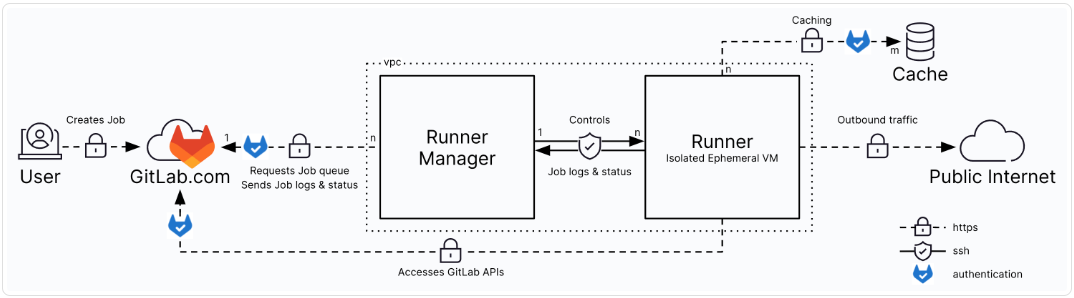 Caching
m
Cache
n
vpc
Creates Job
User
GitLab.com
1
Requests Job queue
Sends Job logs & status
n
Runner
Manager
1
Controls
n
Job logs & status
Runner
Isolated Ephemeral VM
Outbound traffic
Public Internet
Accesses GitLab APIs
https
ssh
authentication